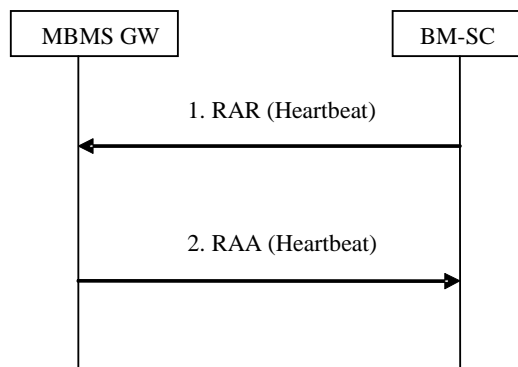 MBMS GW
BM-SC
1. RAR (Heartbeat)
2. RAA (Heartbeat)